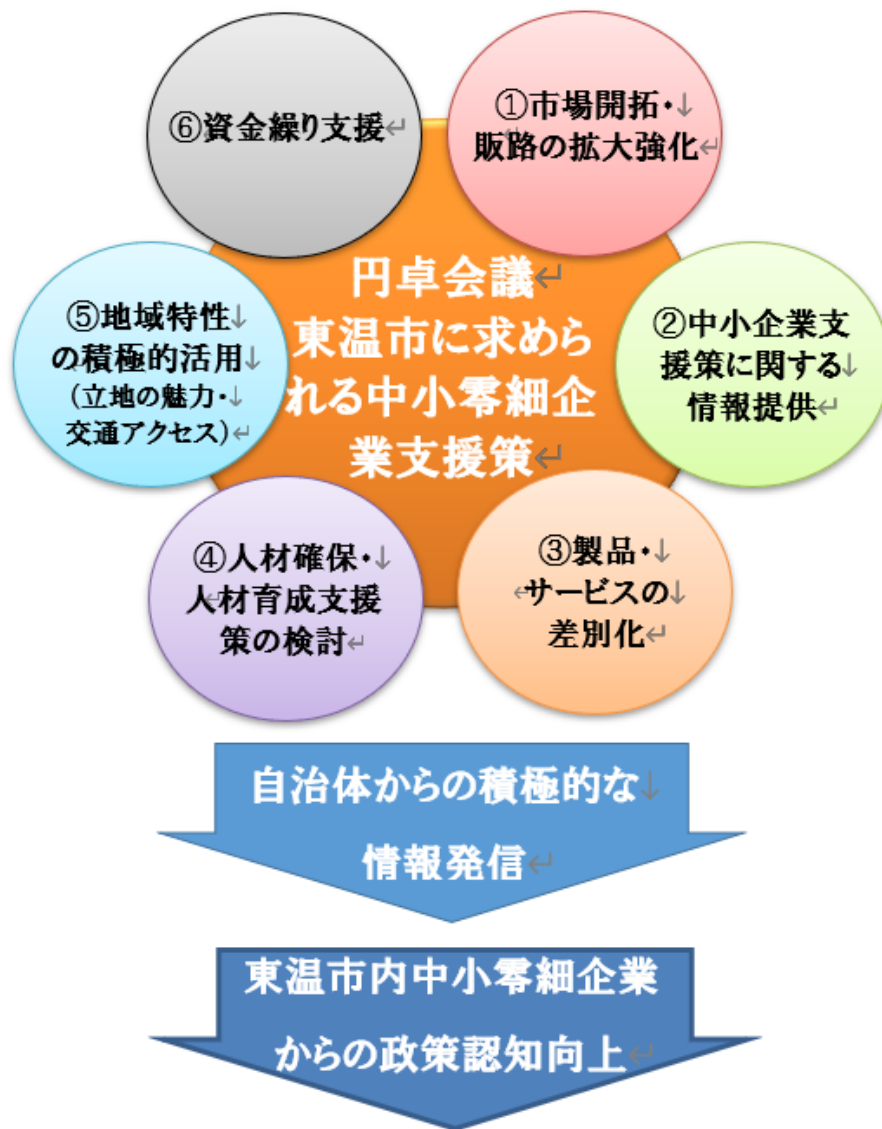 ①市場開拓・↓
販路の拡大強化↵
②中小企業支
援策に関する↓
情報提供↵
③製品・↓
サービスの↓
差別化↵
④人材確保・↓
人材育成支援
策の検討↵
⑤地域特性↓
の積極的活用↓
(立地の魅力・↓
交通アクセス)↵
⑥資金繰り支援↵
円卓会議↵
東温市に求めら
れる中小零細企
業支援策↵
自治体からの積極的な↓
情報発信↵
東温市内中小零細企業
からの政策認知向上↵